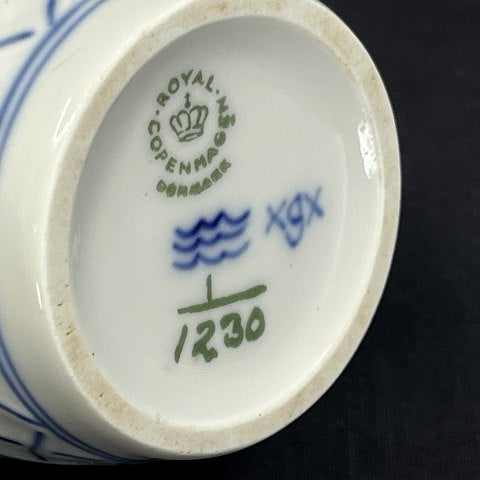 ROYAL COPENHAGEN
DENMARK
xgx
1
1230